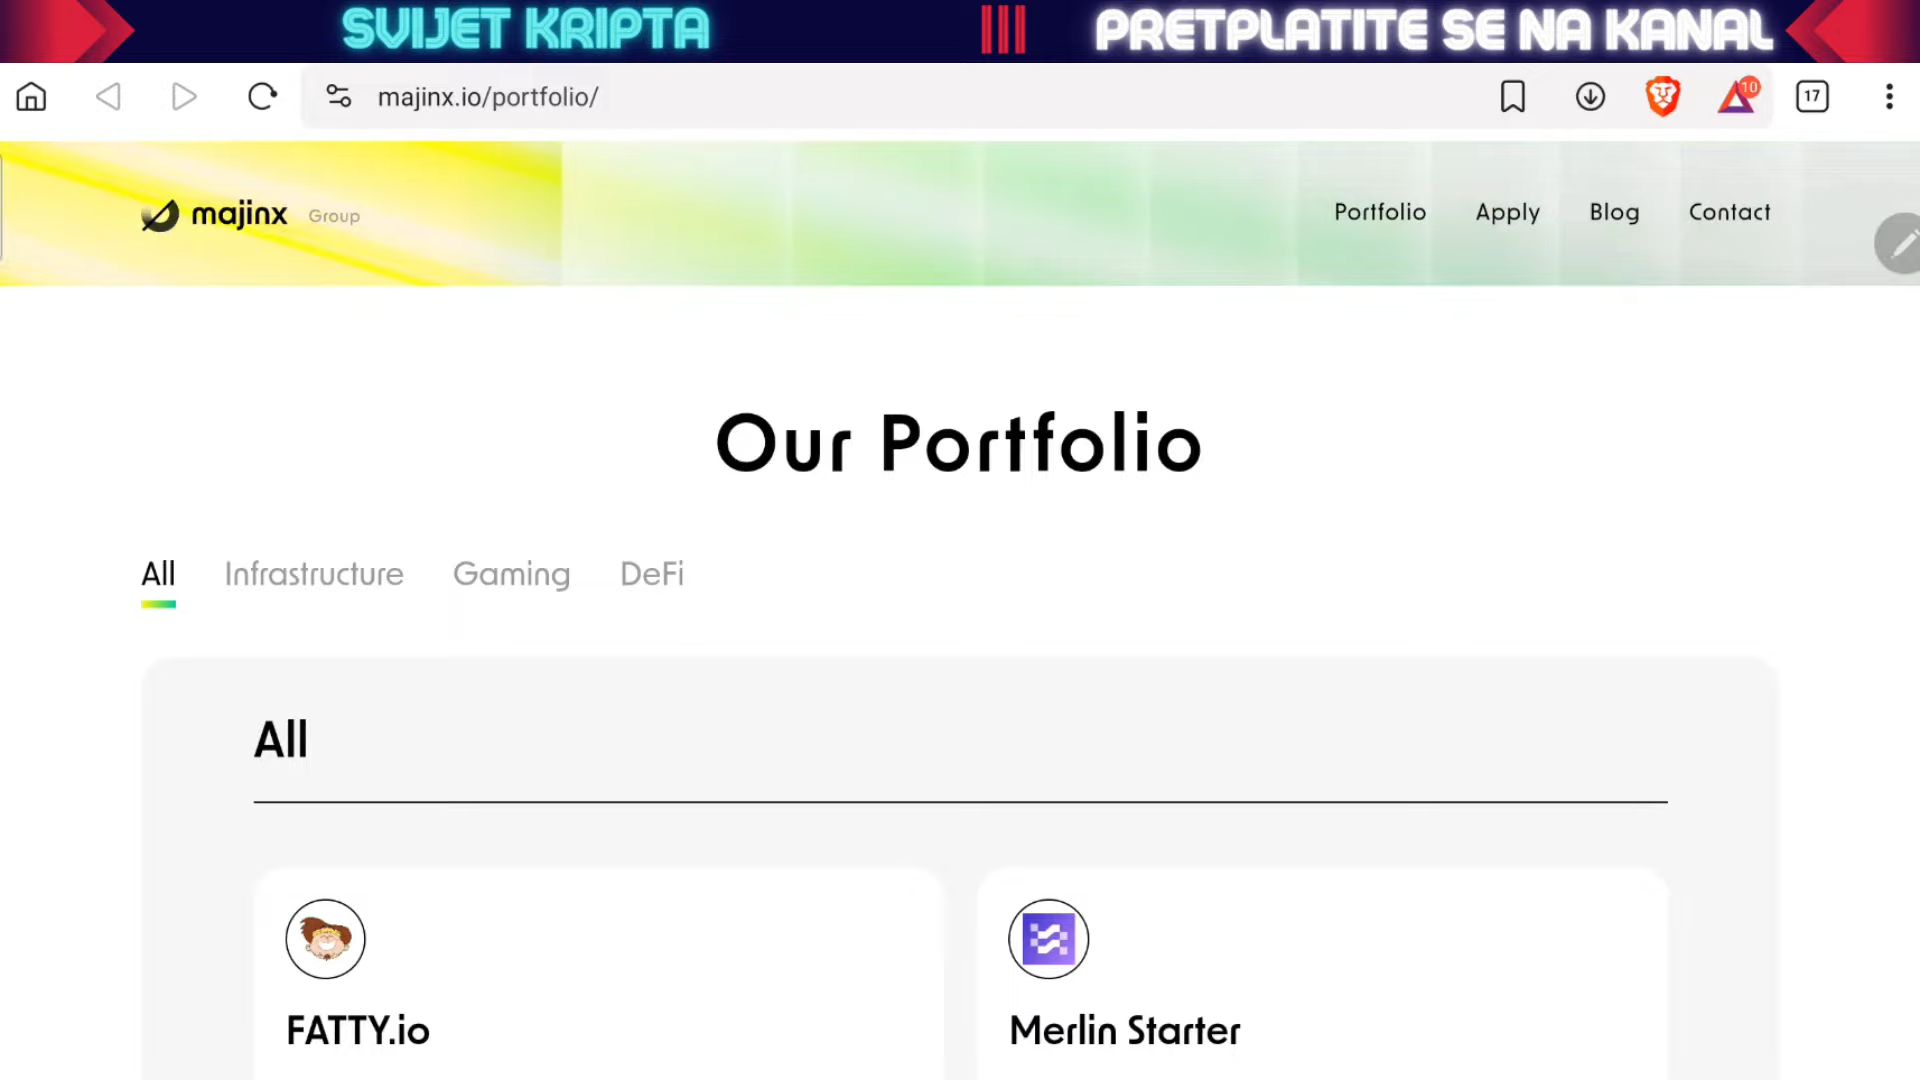 SVIJET KRIPTA
PRETPLATITE SE NA KANAL
majinx.io/portfolio/
10
17
majinx Group
Portfolio Apply Blog Contact
Our Portfolio
All Infrastructure Gaming DeFi
All
FATTY.io
Merlin Starter